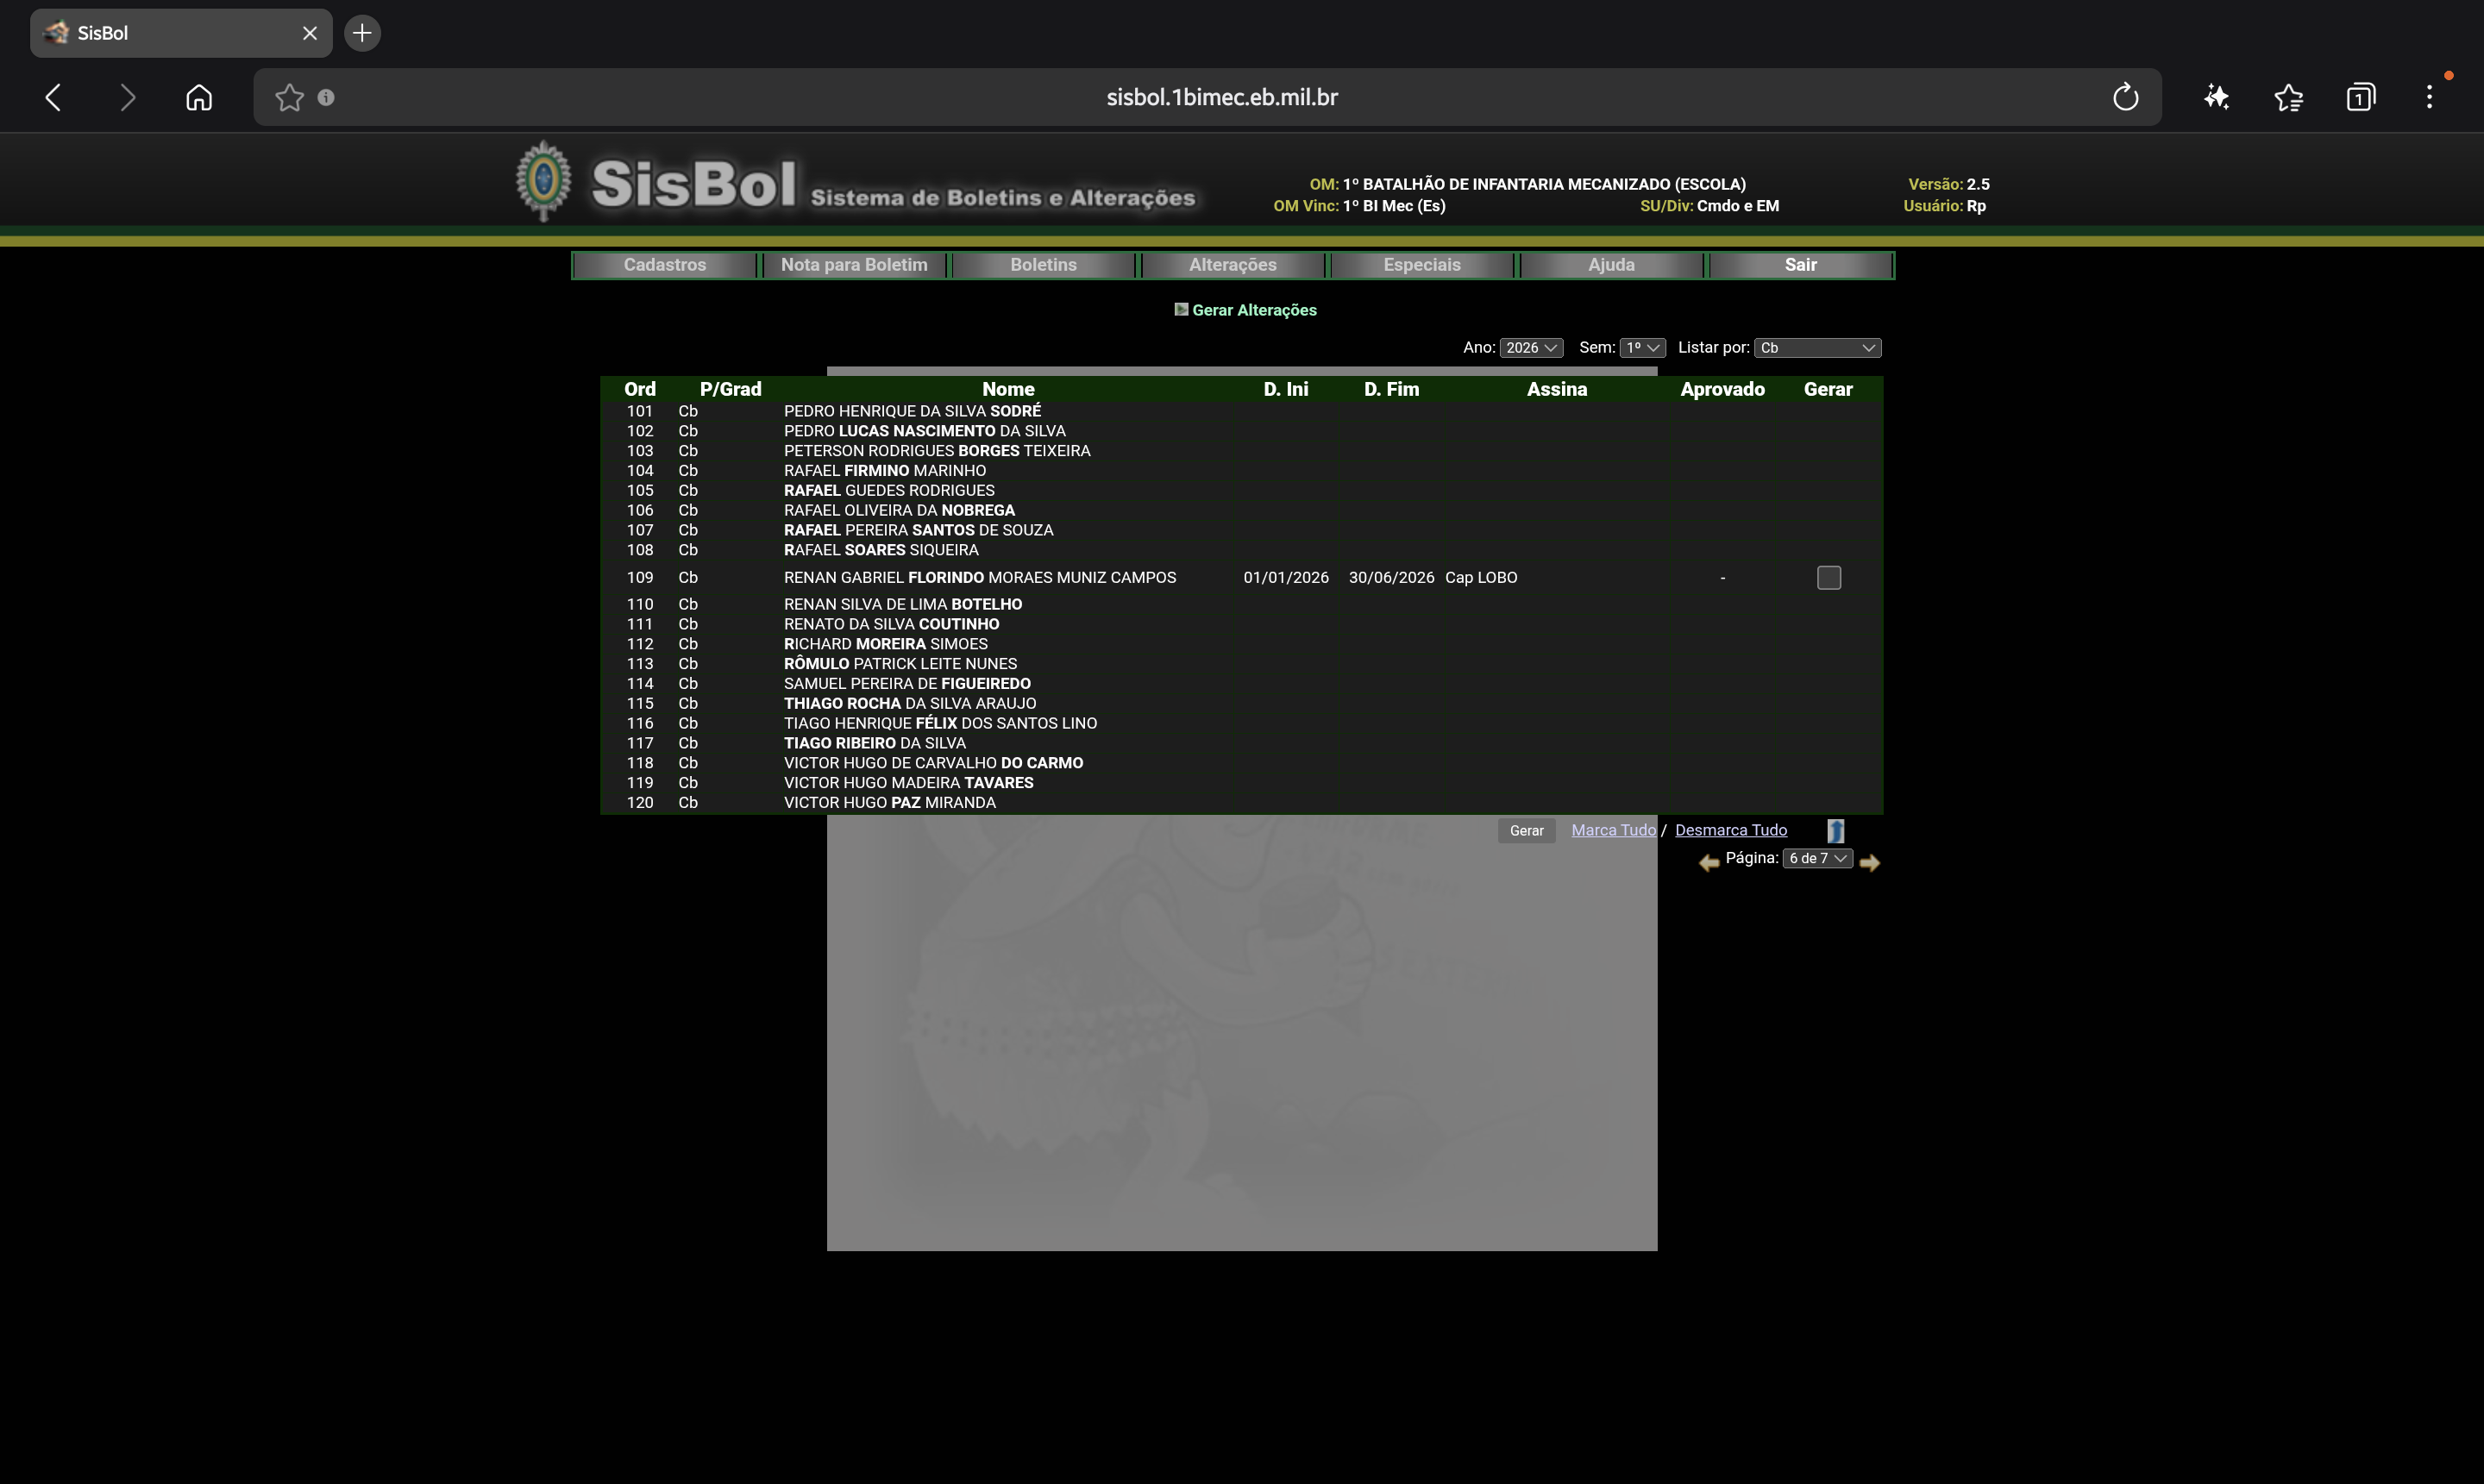 SisBol
sisbol.1bimec.eb.mil.br
1
SisBol Sistema de Boletins e Alterações
OM: 1º BATALHÃO DE INFANTARIA MECANIZADO (ESCOLA) Versão: 2.5
OM Vinc: 1º BI Mec (Es) SU/Div: Cmdo e EM Usuário: Rp
Cadastros Nota para Boletim Boletins Alterações Especiais Ajuda Sair
Gerar Alterações
Ano: 2026 Sem: 1º Listar por: Cb
Ord P/Grad Nome D. Ini D. Fim Assina Aprovado Gerar
101 Cb PEDRO HENRIQUE DA SILVA SODRÉ
102 Cb PEDRO LUCAS NASCIMENTO DA SILVA
103 Cb PETERSON RODRIGUES BORGES TEIXEIRA
104 Cb RAFAEL FIRMINO MARINHO
105 Cb RAFAEL GUEDES RODRIGUES
106 Cb RAFAEL OLIVEIRA DA NOBREGA
107 Cb RAFAEL PEREIRA SANTOS DE SOUZA
108 Cb RAFAEL SOARES SIQUEIRA
109 Cb RENAN GABRIEL FLORINDO MORAES MUNIZ CAMPOS 01/01/2026 30/06/2026 Cap LOBO -
110 Cb RENAN SILVA DE LIMA BOTELHO
111 Cb RENATO DA SILVA COUTINHO
112 Cb RICHARD MOREIRA SIMOES
113 Cb RÔMULO PATRICK LEITE NUNES
114 Cb SAMUEL PEREIRA DE FIGUEIREDO
115 Cb THIAGO ROCHA DA SILVA ARAUJO
116 Cb TIAGO HENRIQUE FÉLIX DOS SANTOS LINO
117 Cb TIAGO RIBEIRO DA SILVA
118 Cb VICTOR HUGO DE CARVALHO DO CARMO
119 Cb VICTOR HUGO MADEIRA TAVARES
120 Cb VICTOR HUGO PAZ MIRANDA
Gerar Marca Tudo / Desmarca Tudo
Página: 6 de 7